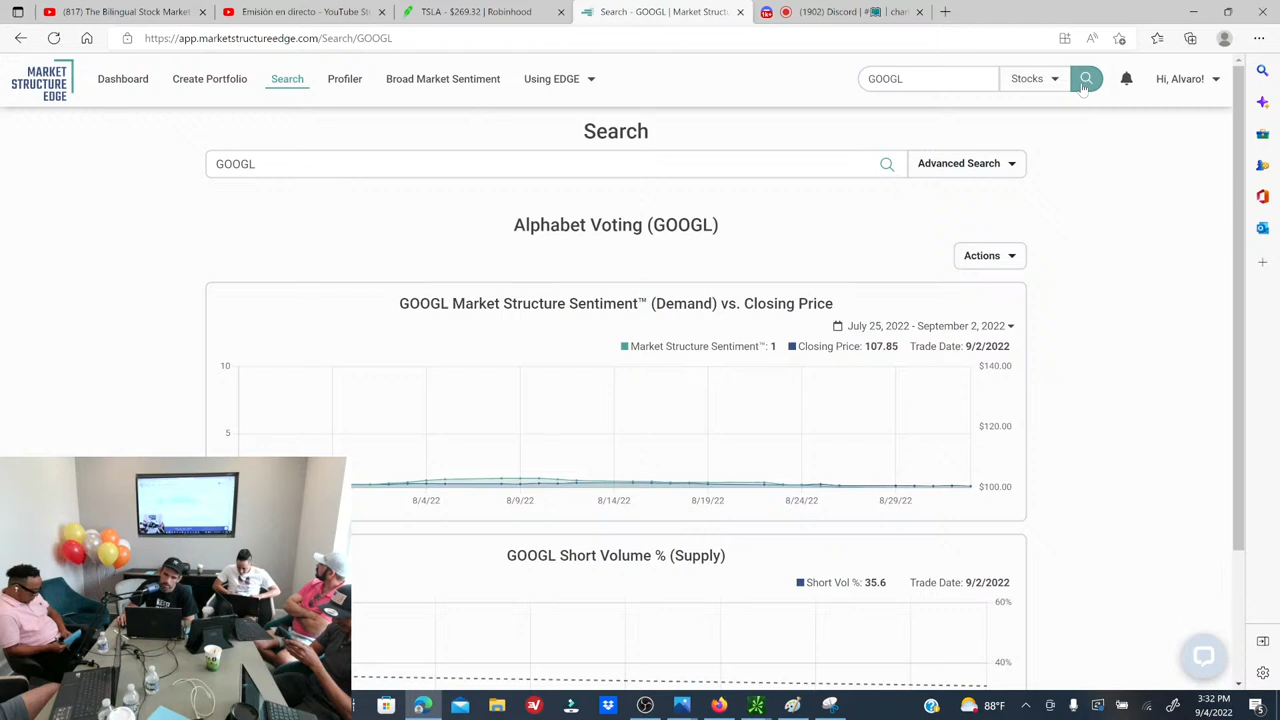 (817) The Bilingual Stock Market
Emisión en directo - YouTube St
TSLA - $269.32 | Robinhood
Search - GOOGL | Market Structu
(1902) Discord |
https://app.marketstructureedge.com/Search/GOOGL
MARKET
STRUCTURE
EDGE
Dashboard
Create Portfolio
Search
Profiler
Broad Market Sentiment
Using EDGE
GOOGL
Stocks
Hi, Alvaro!
Search
GOOGL
Advanced Search
Alphabet Voting (GOOGL)
Actions
GOOGL Market Structure Sentiment™ (Demand) vs. Closing Price
July 25, 2022 - September 2, 2022
Market Structure Sentiment™: 1 Closing Price: 107.85 Trade Date: 9/2/2022
10
$140.00
$120.00
5
$100.00
8/4/22 8/9/22 8/14/22 8/19/22 8/24/22 8/29/22
GOOGL Short Volume % (Supply)
Short Vol %: 35.6 Trade Date: 9/2/2022
60%
40%
88°F
3:32 PM
9/4/2022